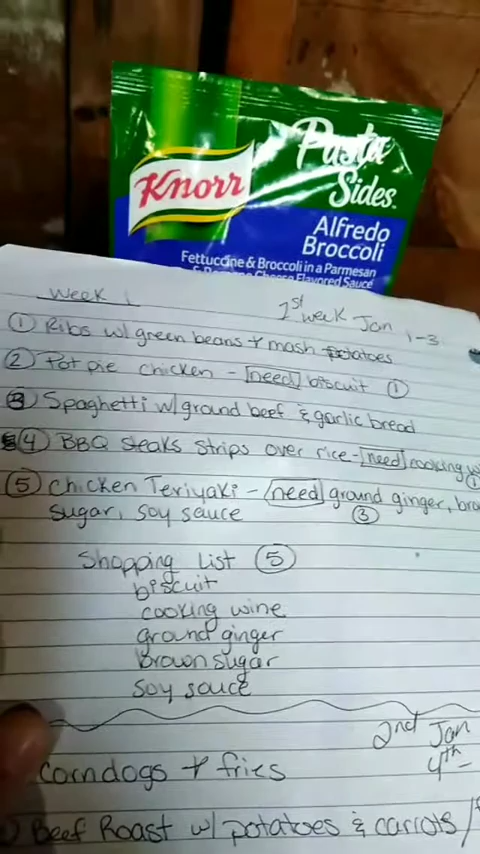 Knorr
Pasta
Sides
Alfredo
Broccoli
Fettuccine & Broccoli in a Parmesan
Cheese Flavored Sauce
Week 1
1st week Jan 1-3
① Ribs w/ green beans + mash potatoes
② Pot pie chicken - [need] biscuit ①
③ Spaghetti w/ ground beef & garlic bread
④ BBQ steaks strips over rice - [need] cooking
①
⑤ Chicken Teriyaki - [need] ground ginger,
sugar, soy sauce ③
Shopping List ⑤
biscuit
cooking wine
ground ginger
brown sugar
soy sauce
2nd Jan
4th -
corndogs + fries
Beef Roast w/ potatoes & carrots /